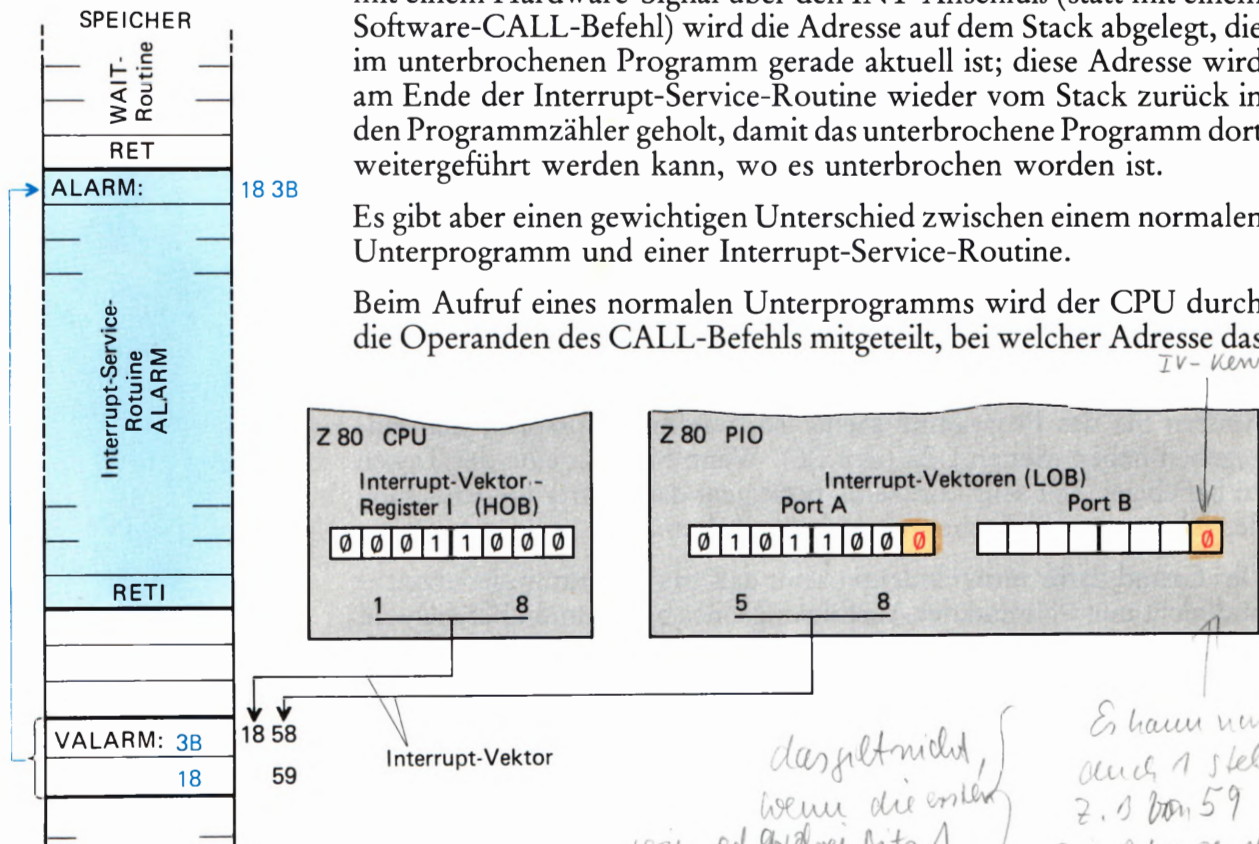 SPEICHER
WAIT-
Routine
RET
ALARM:
18 3B
Interrupt-Service-
Rotuine
ALARM
RETI
VALARM: 3B
18
18 58
59
Software-CALL-Befehl) wird die Adresse auf dem Stack abgelegt, die
im unterbrochenen Programm gerade aktuell ist; diese Adresse wird
am Ende der Interrupt-Service-Routine wieder vom Stack zurück in
den Programmzähler geholt, damit das unterbrochene Programm dort
weitergeführt werden kann, wo es unterbrochen worden ist.
Es gibt aber einen gewichtigen Unterschied zwischen einem normalen
Unterprogramm und einer Interrupt-Service-Routine.
Beim Aufruf eines normalen Unterprogramms wird der CPU durch
die Operanden des CALL-Befehls mitgeteilt, bei welcher Adresse das
IV-
Z 80 CPU
Interrupt-Vektor-
Register I (HOB)
0 0 0 1 1 0 0 0
1 8
Z 80 PIO
Interrupt-Vektoren (LOB)
Port A
Port B
0 1 0 1 1 0 0 0
0
5 8
Interrupt-Vektor
das gilt nicht,
wenn die ersten
Es kann
auch 1
59